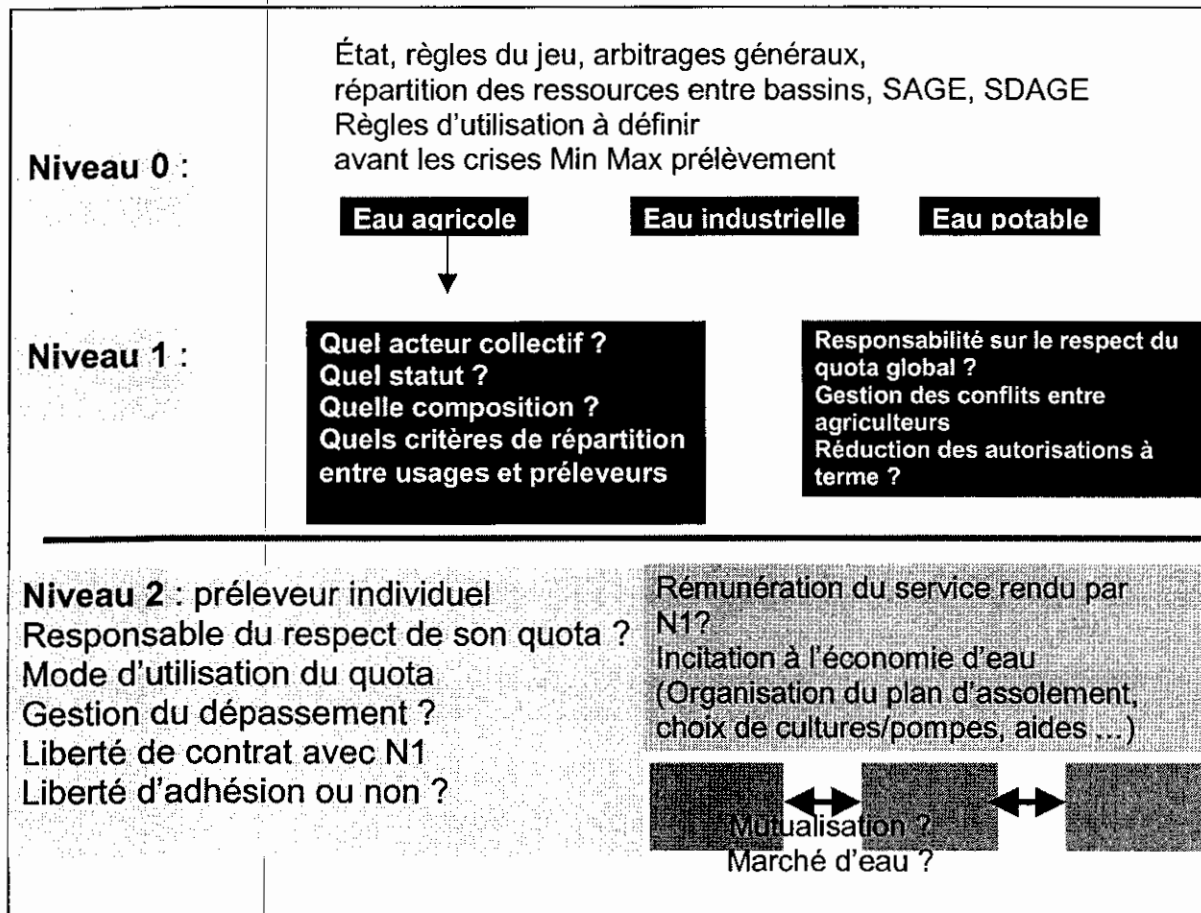 État, règles du jeu, arbitrages généraux,
répartition des ressources entre bassins, SAGE, SDAGE
Règles d'utilisation à définir
avant les crises Min Max prélèvement
Niveau 0 :
Eau agricole
Eau industrielle
Eau potable
Niveau 1 :
Quel acteur collectif ?
Quel statut ?
Quelle composition ?
Quels critères de répartition
entre usages et préleveurs
Responsabilité sur le respect du
quota global ?
Gestion des conflits entre
agriculteurs
Réduction des autorisations à
terme ?
Niveau 2 : préleveur individuel
Responsable du respect de son quota ?
Mode d'utilisation du quota
Gestion du dépassement ?
Liberté de contrat avec N1
Liberté d'adhésion ou non ?
Rémunération du service rendu par
N1?
Incitation à l'économie d'eau
(Organisation du plan d'assolement,
choix de cultures/pompes, aides ...)
Mutualisation ?
Marché d'eau ?